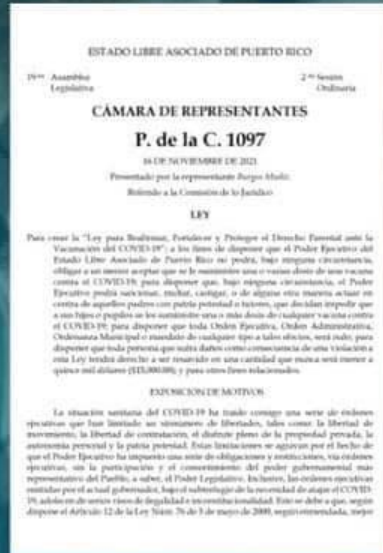 ESTADO LIBRE ASOCIADO DE PUERTO RICO
19na Asamblea 2da Sesión
Legislativa Ordinaria
CÁMARA DE REPRESENTANTES
P. de la C. 1097
16 DE NOVIEMBRE DE 2021
Presentado por la representante Burgos Muñiz
Referido a la Comisión de lo Jurídico
LEY
Para crear la “Ley para Reafirmar, Fortalecer y Proteger el Derecho Parental ante la
Vacunación del COVID-19”; a los fines de disponer que el Poder Ejecutivo del
Estado Libre Asociado de Puerto Rico no podrá, bajo ninguna circunstancia,
obligar a un menor aceptar que se le suministre una o varias dosis de una vacuna
contra el COVID-19; para disponer que, bajo ninguna circunstancia, el Poder
Ejecutivo podrá sancionar, multar, castigar, o de alguna otra manera actuar en
contra de aquellos padres con patria potestad o tutores, que decidan impedir que
a sus hijos o pupilos se les suministre una o más dosis de cualquier vacuna contra
el COVID-19; para disponer que toda Orden Ejecutiva, Orden Administrativa,
Ordenanza Municipal o mandato de cualquier tipo a tales efectos, será nulo; para
disponer que toda persona que sufra daños como consecuencia de una violación a
esta Ley tendrá derecho a ser resarcido en una cantidad que nunca será menor a
quince mil dólares ($15,000.00); y para otros fines relacionados.
EXPOSICIÓN DE MOTIVOS
La situación sanitaria del COVID-19 ha traído consigo una serie de órdenes
ejecutivas que han limitado un sinnúmero de libertades, tales como: la libertad de
movimiento, la libertad de contratación, el disfrute pleno de la propiedad privada, la
autonomía personal y la patria potestad. Estas limitaciones se agravan por el hecho de
que el Poder Ejecutivo ha impuesto una serie de obligaciones y restricciones, vía órdenes
ejecutivas, sin la participación y el consentimiento del poder gubernamental más
representativo del Pueblo, a saber, el Poder Legislativo. Inclusive, las órdenes ejecutivas
emitidas por el actual gobernador, bajo el subterfugio de la necesidad de atajar el COVID-
19, adolecen de serios visos de ilegalidad e inconstitucionalidad. Esto se debe a que, según
dispone el Artículo 12 de la Ley Núm. 76 de 5 de mayo de 2000, según enmendada, mejor